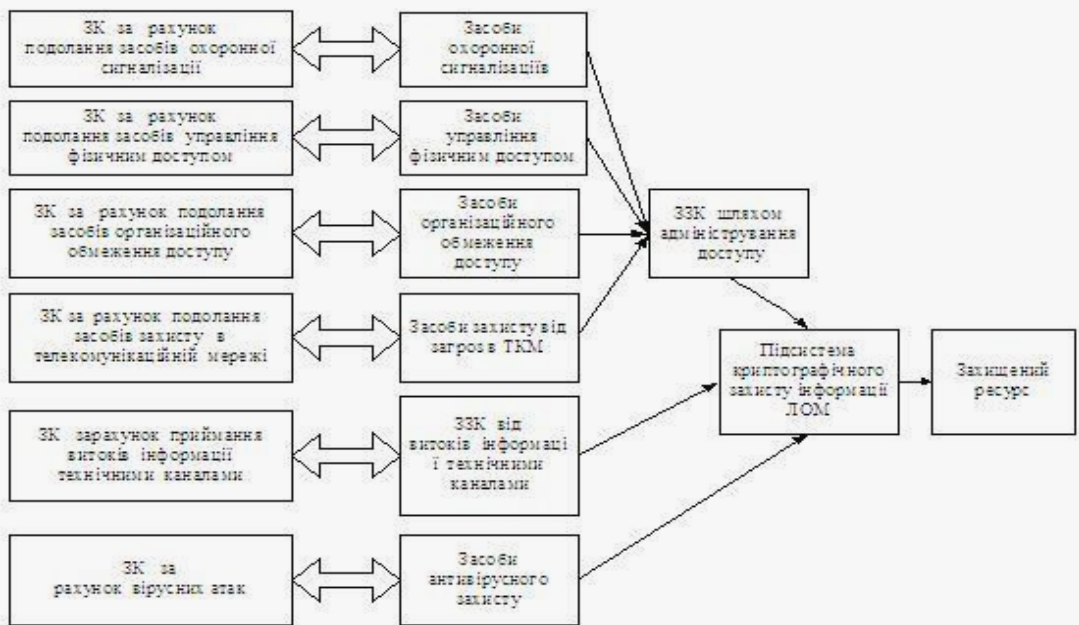 ЗК за рахунок
подолання засобів охоронної
сигналізації
Засоби
охоронної
сигналізаціїв
ЗК за рахунок
подолання засобів управління
фізичним доступом
Засоби
управління
фізичним доступом
ЗК за рахунок подолання
засобів організаційного
обмеження доступу
Засоби
організаційного
обмеження
доступу
ЗЗК шляхом
адміністрування
доступу
ЗК за рахунок подолання
засобів захисту в
телекомунікаційній мережі
Засоби захисту від
загроз в ТКМ
Підсистема
криптографічного
захисту інформації
ЛОМ
Захищений
ресурс
ЗК зарахунок приймання
витоків інформації
технічними каналами
ЗЗК від
витоків інформаці
ї технічними
каналами
ЗК за
рахунок вірусних атак
Засоби
антивірусного
захисту